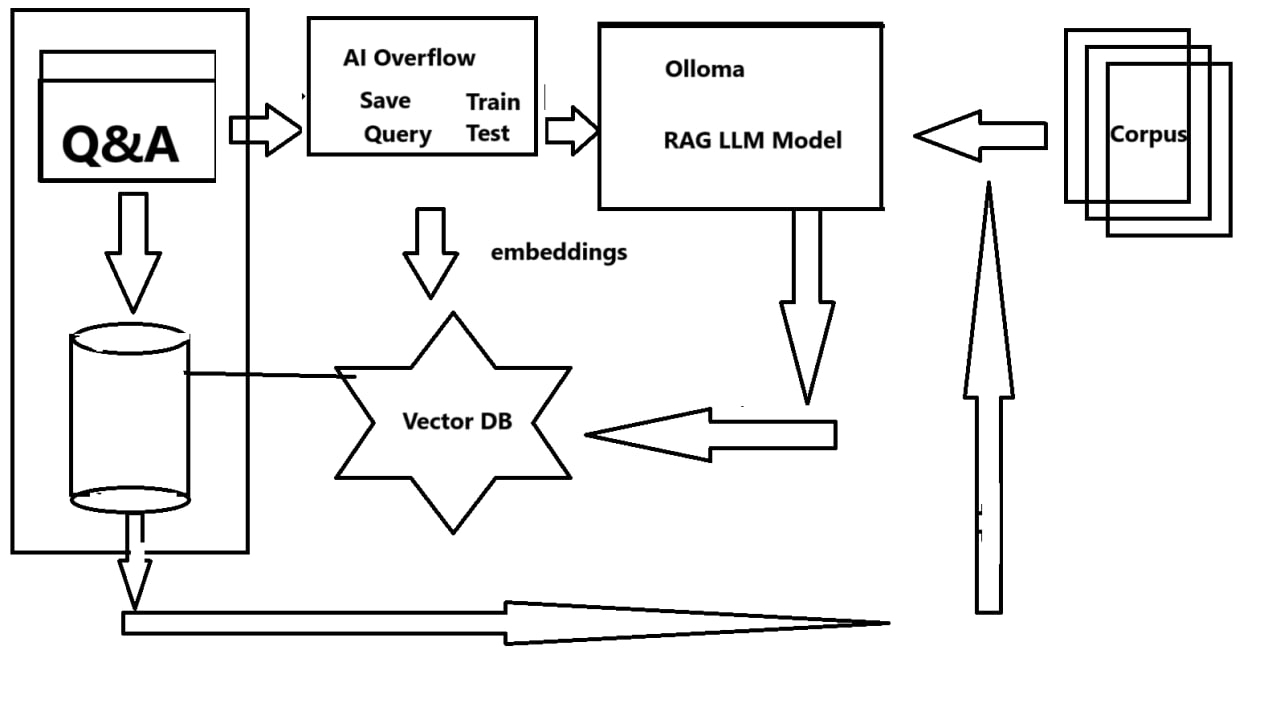 Q&A
AI Overflow
Save Train
Query Test
Olloma
RAG LLM Model
Corpus
embeddings
Vector DB